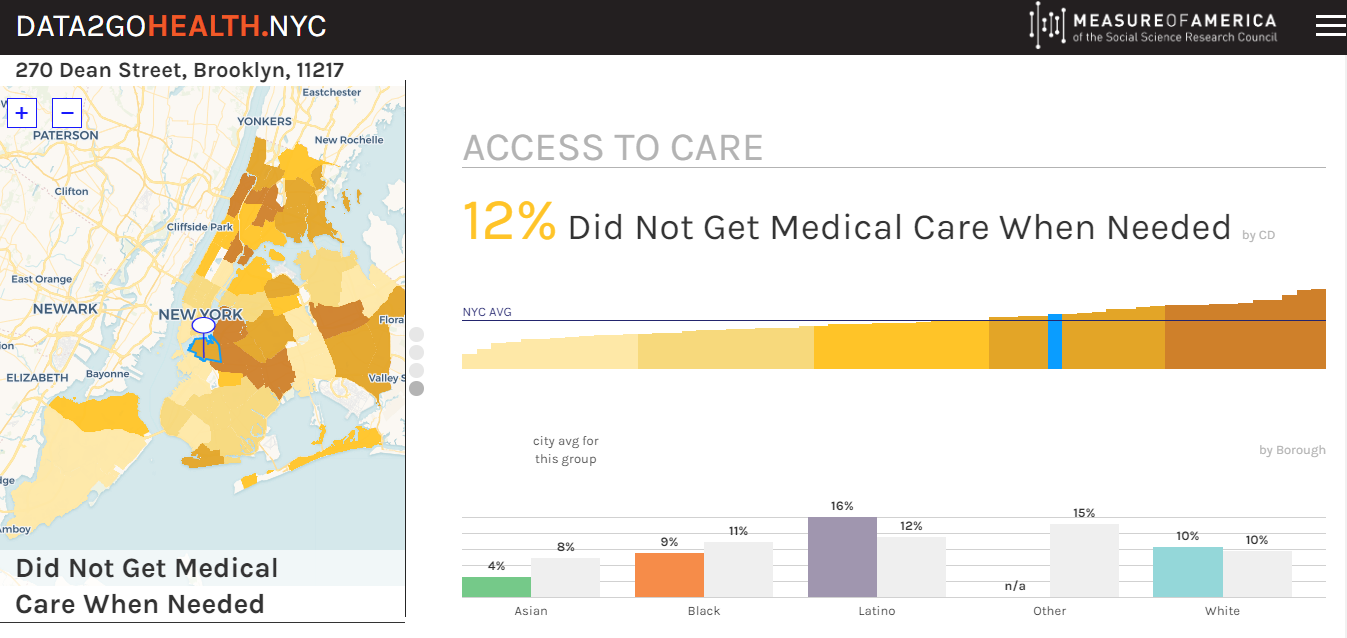 DATA2GOHEALTH.NYC
MEASUREOFAMERICA
of the Social Science Research Council
270 Dean Street, Brooklyn, 11217
+
−
Eastchester
YONKERS
PATERSON
New Rochelle
Clifton
Cliffside Park
East Orange
NEWARK
NEW YORK
Flora
ion
ELIZABETH
Bayonne
Valley S
dge
Amboy
Did Not Get Medical
Care When Needed
ACCESS TO CARE
12% Did Not Get Medical Care When Needed by CD
NYC AVG
city avg for
this group
by Borough
4%
8%
9%
11%
16%
12%
n/a
15%
10%
10%
Asian
Black
Latino
Other
White